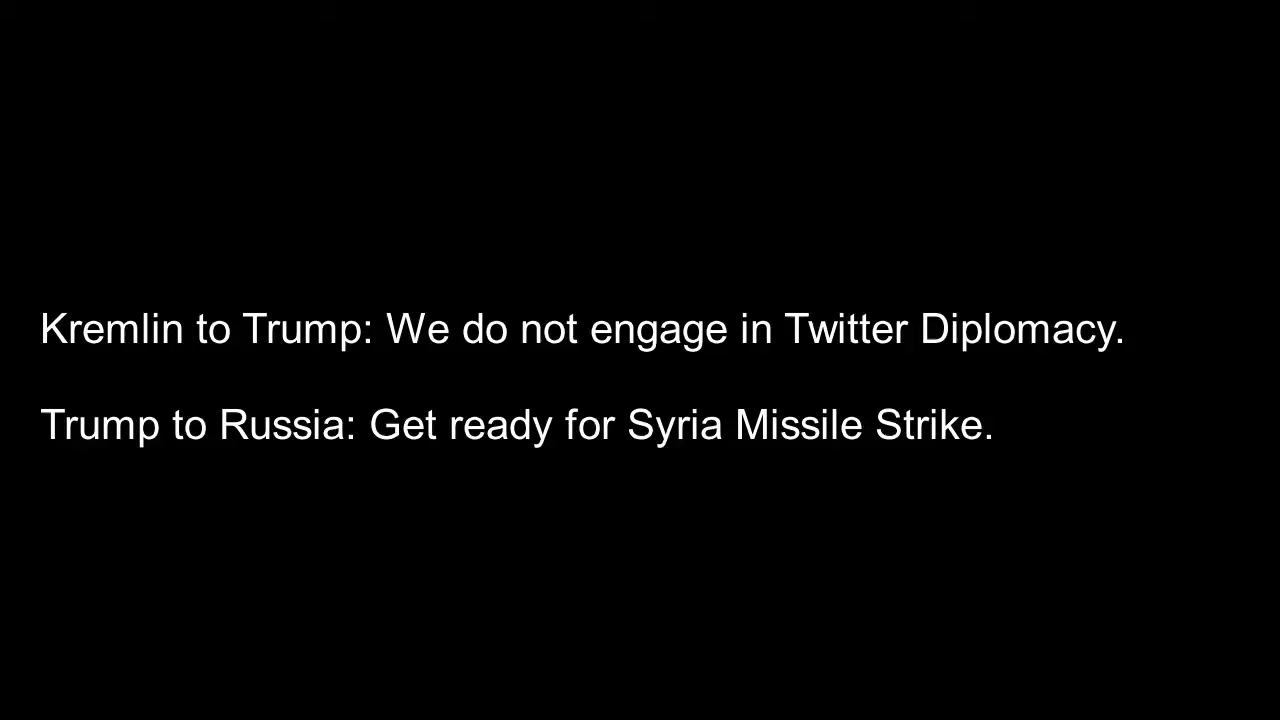 Kremlin to Trump: We do not engage in Twitter Diplomacy.
Trump to Russia: Get ready for Syria Missile Strike.